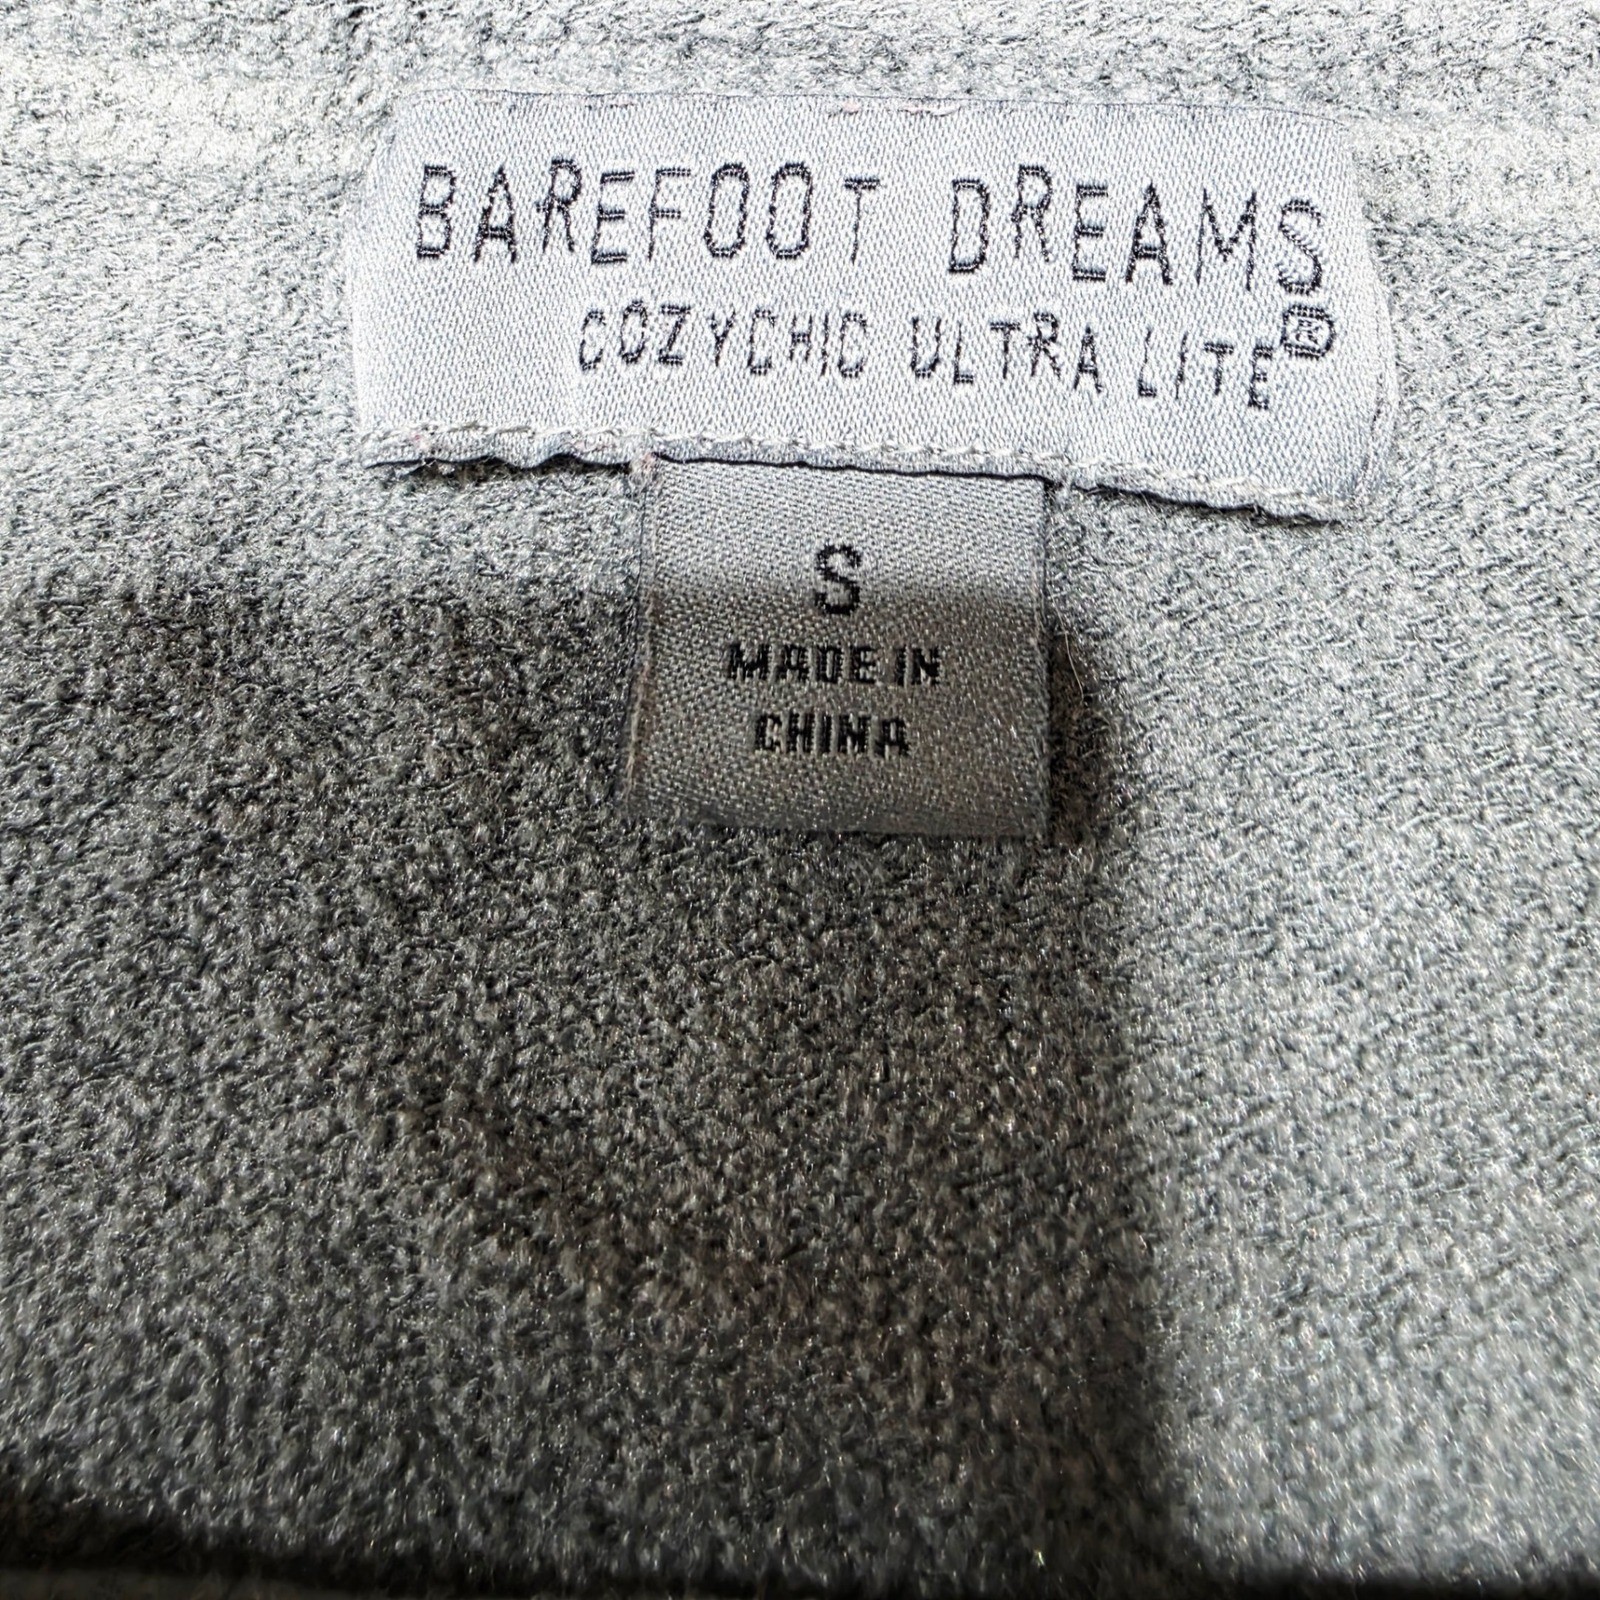 BAREFOOT DREAMS
COZYCHIC ULTRA LITE®
S
MADE IN
CHINA